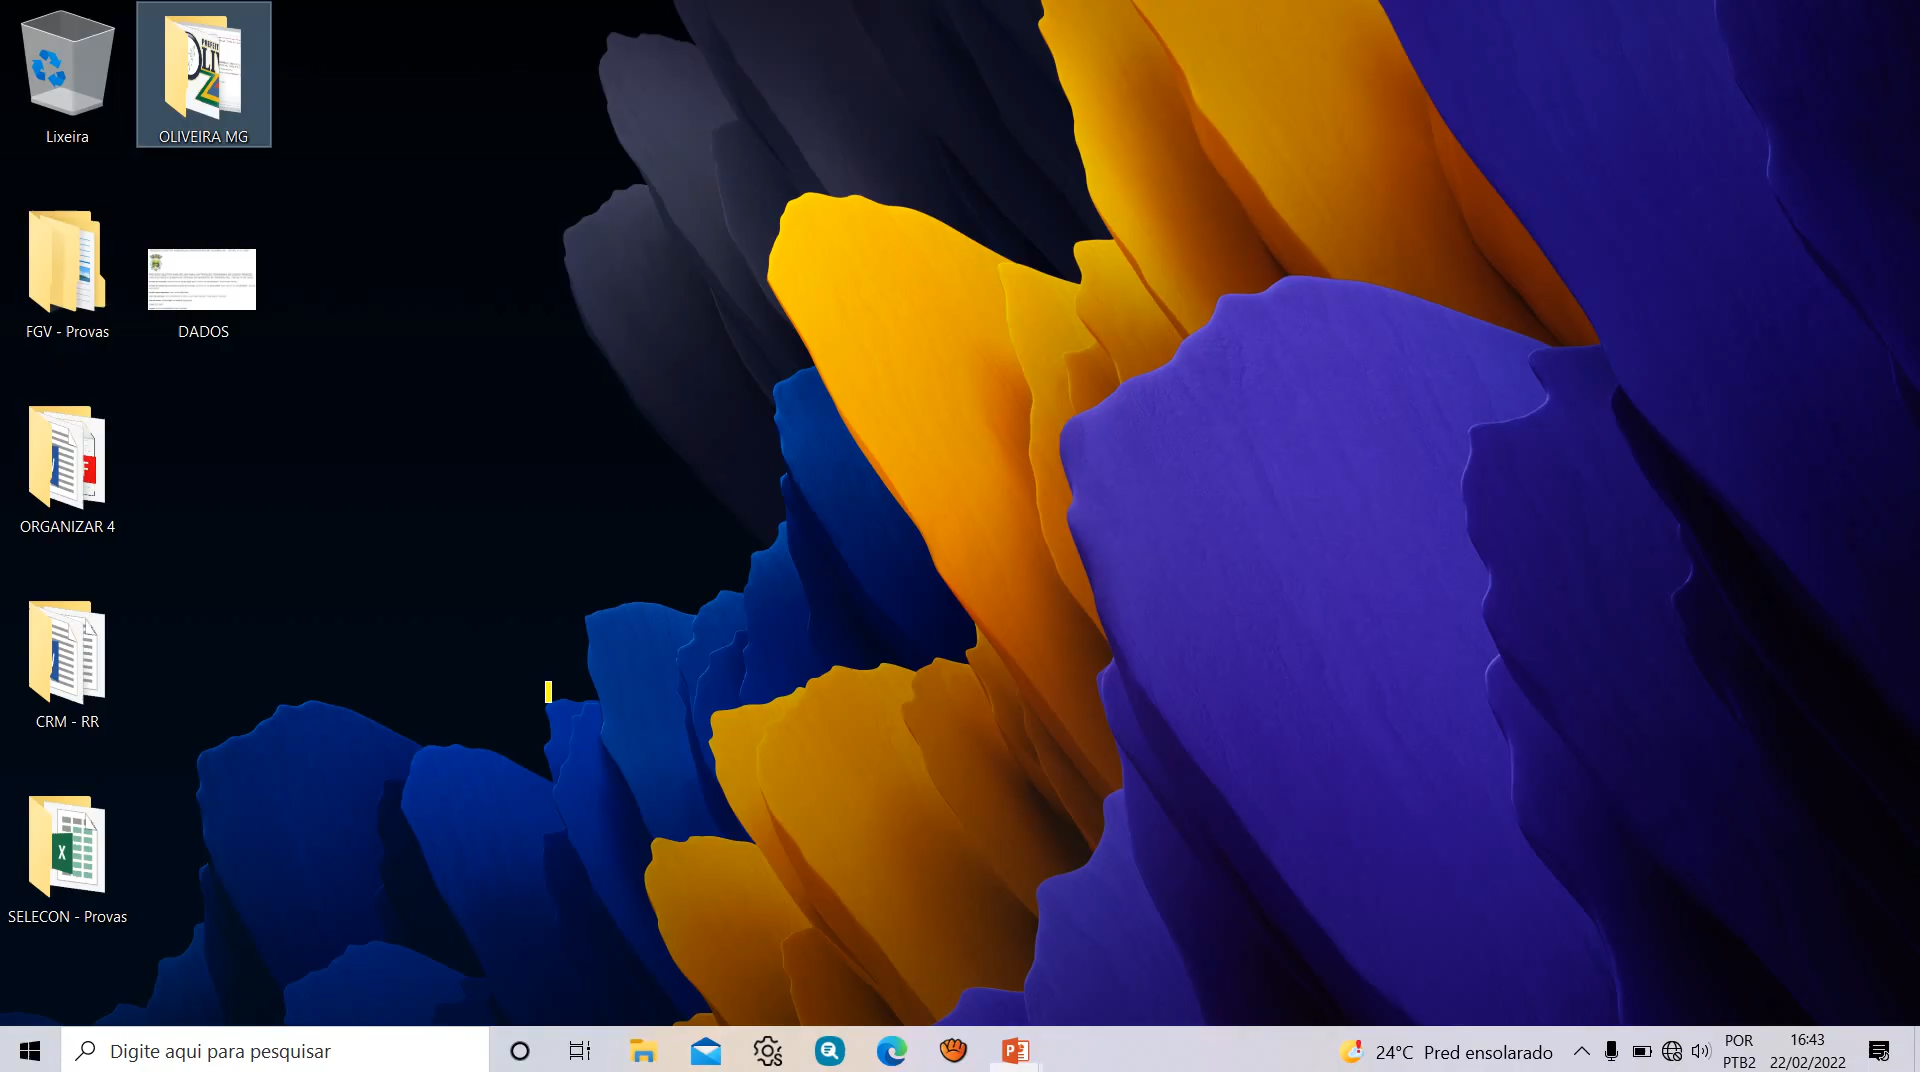 Lixeira
OLIVEIRA MG
FGV - Provas
DADOS
ORGANIZAR 4
CRM - RR
SELECON - Provas
Digite aqui para pesquisar
24°C Pred ensolarado
POR
PTB2
16:43
22/02/2022